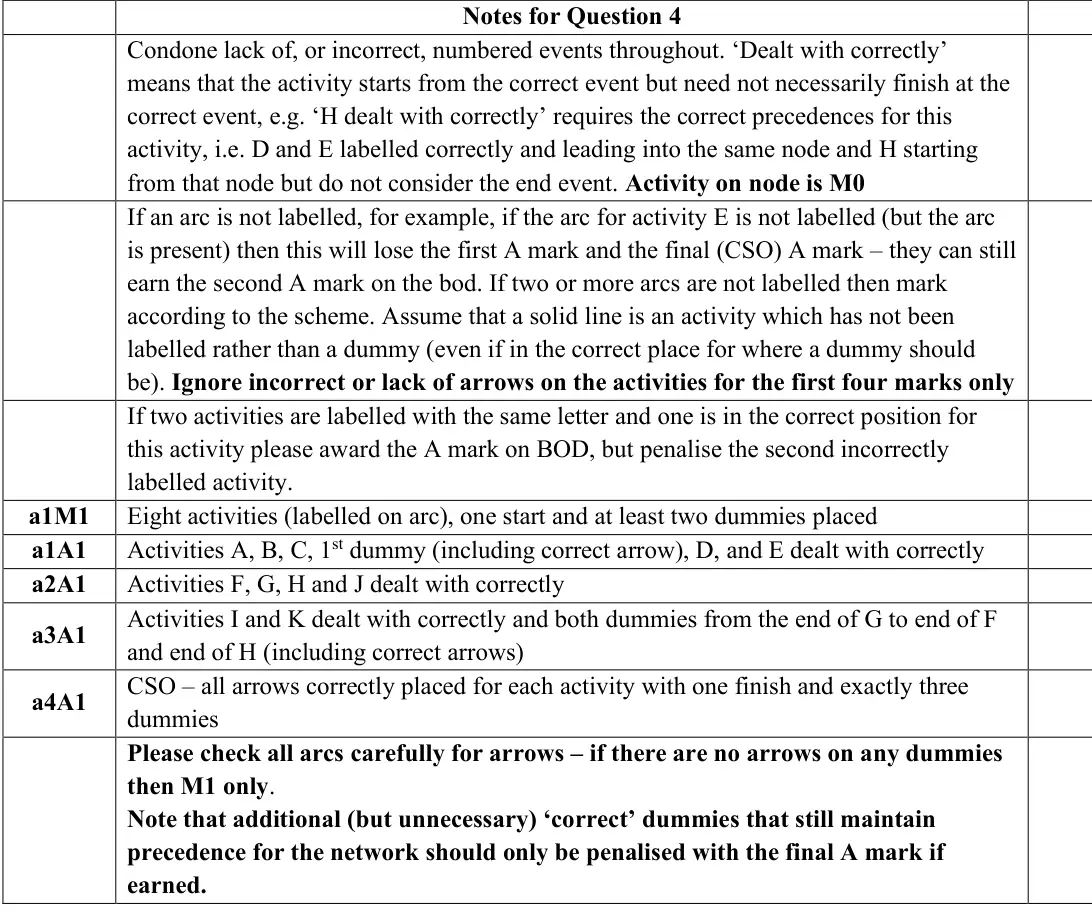 Notes for Question 4
Condone lack of, or incorrect, numbered events throughout. ‘Dealt with correctly’
means that the activity starts from the correct event but need not necessarily finish at the
correct event, e.g. ‘H dealt with correctly’ requires the correct precedences for this
activity, i.e. D and E labelled correctly and leading into the same node and H starting
from that node but do not consider the end event. Activity on node is M0
If an arc is not labelled, for example, if the arc for activity E is not labelled (but the arc
is present) then this will lose the first A mark and the final (CSO) A mark – they can still
earn the second A mark on the bod. If two or more arcs are not labelled then mark
according to the scheme. Assume that a solid line is an activity which has not been
labelled rather than a dummy (even if in the correct place for where a dummy should
be). Ignore incorrect or lack of arrows on the activities for the first four marks only
If two activities are labelled with the same letter and one is in the correct position for
this activity please award the A mark on BOD, but penalise the second incorrectly
labelled activity.
a1M1 Eight activities (labelled on arc), one start and at least two dummies placed
a1A1 Activities A, B, C, 1st dummy (including correct arrow), D, and E dealt with correctly
a2A1 Activities F, G, H and J dealt with correctly
a3A1 Activities I and K dealt with correctly and both dummies from the end of G to end of F
and end of H (including correct arrows)
a4A1 CSO – all arrows correctly placed for each activity with one finish and exactly three
dummies
Please check all arcs carefully for arrows – if there are no arrows on any dummies
then M1 only.
Note that additional (but unnecessary) ‘correct’ dummies that still maintain
precedence for the network should only be penalised with the final A mark if
earned.